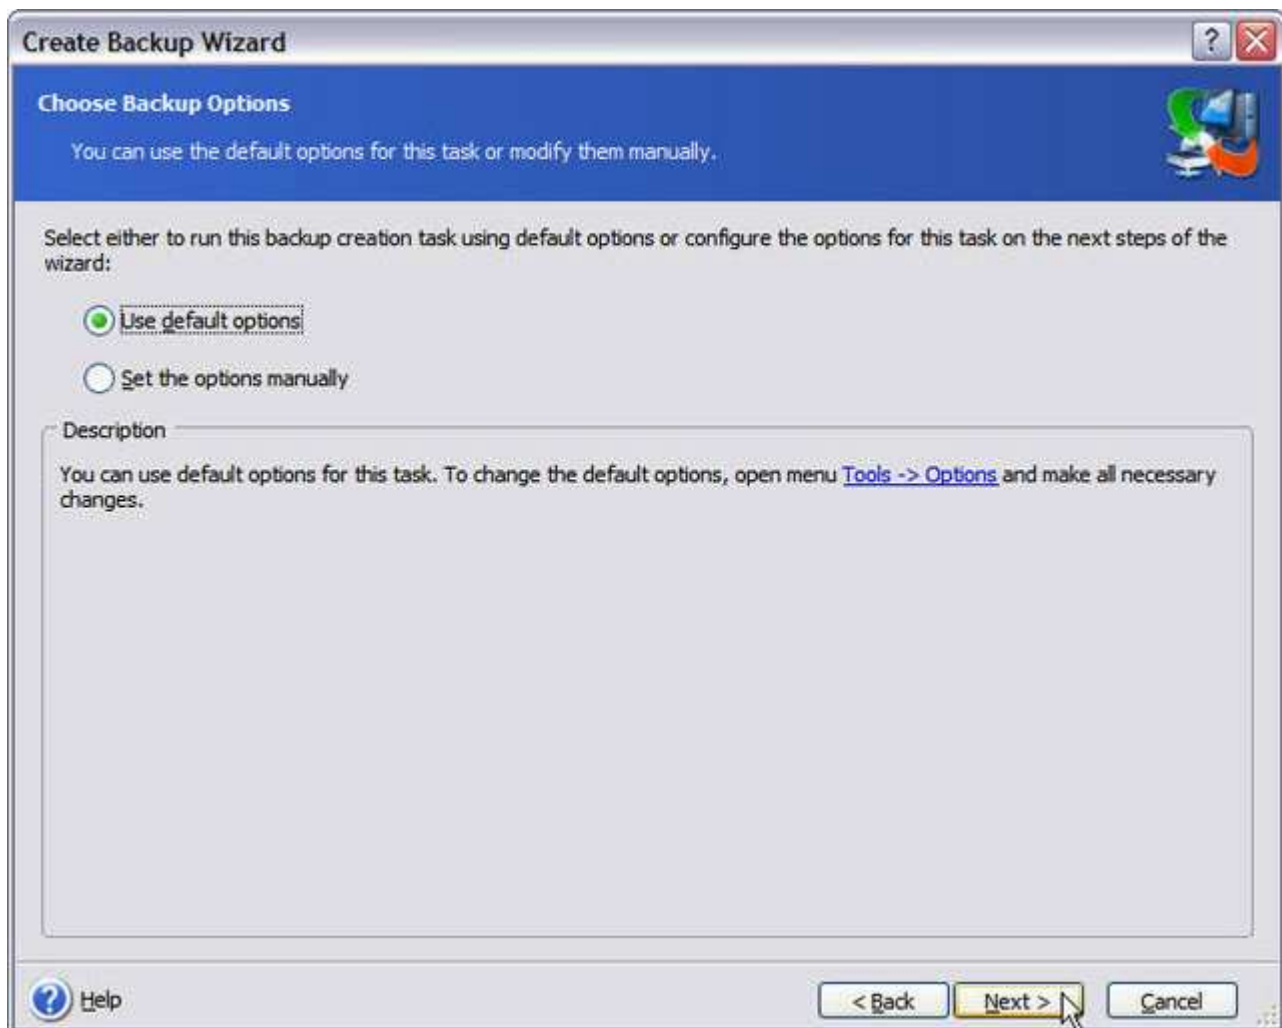 Create Backup Wizard
?
Choose Backup Options
You can use the default options for this task or modify them manually.
Select either to run this backup creation task using default options or configure the options for this task on the next steps of the
wizard:
Use default options
Set the options manually
Description
You can use default options for this task. To change the default options, open menu Tools -> Options and make all necessary
changes.
? Help
< Back
Next >
Cancel